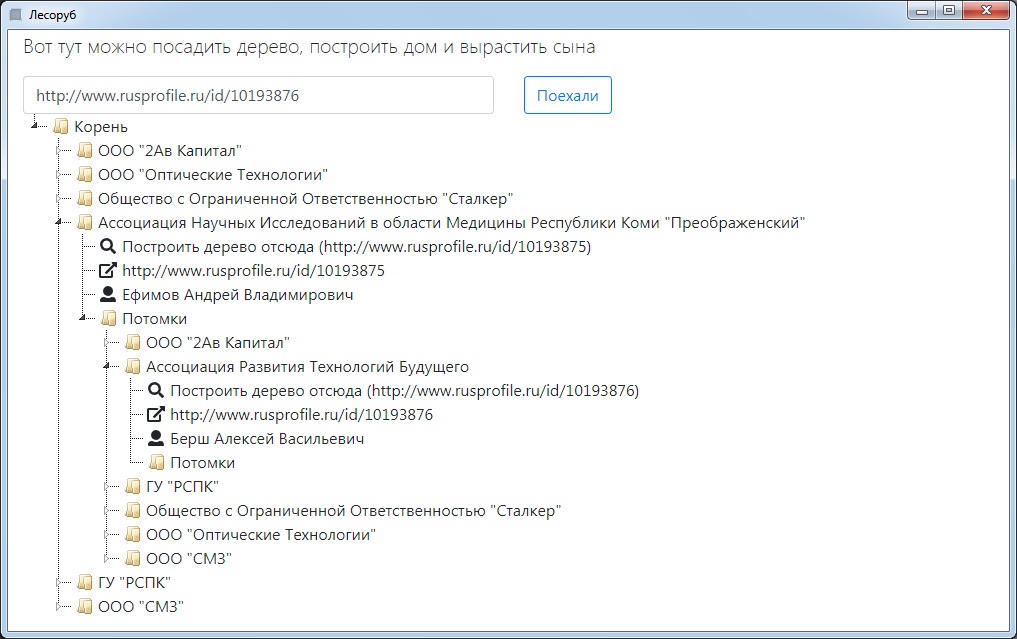 Лесоруб
Вот тут можно посадить дерево, построить дом и вырастить сына
http://www.rusprofile.ru/id/10193876 Поехали
Корень
ООО "2Ав Капитал"
ООО "Оптические Технологии"
Общество с Ограниченной Ответственностью "Сталкер"
Ассоциация Научных Исследований в области Медицины Республики Коми "Преображенский"
Построить дерево отсюда (http://www.rusprofile.ru/id/10193875)
http://www.rusprofile.ru/id/10193875
Ефимов Андрей Владимирович
Потомки
ООО "2Ав Капитал"
Ассоциация Развития Технологий Будущего
Построить дерево отсюда (http://www.rusprofile.ru/id/10193876)
http://www.rusprofile.ru/id/10193876
Берш Алексей Васильевич
Потомки
ГУ "РСПК"
Общество с Ограниченной Ответственностью "Сталкер"
ООО "Оптические Технологии"
ООО "СМЗ"
ГУ "РСПК"
ООО "СМЗ"